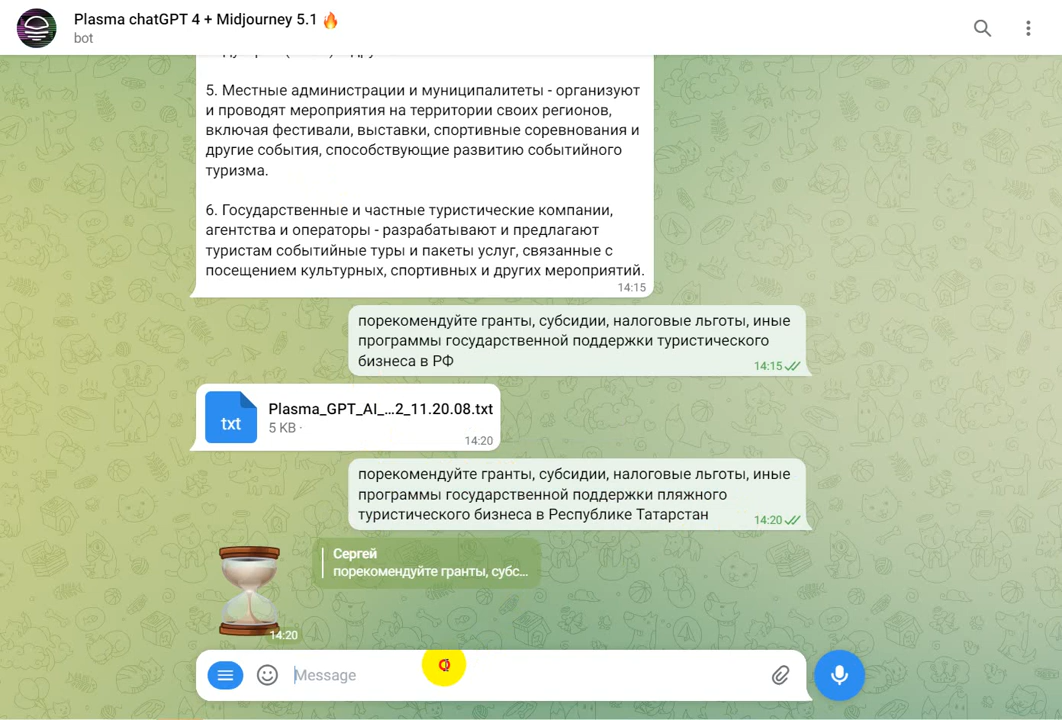 Plasma chatGPT 4 + Midjourney 5.1 🔥
bot
5. Местные администрации и муниципалитеты - организуют
и проводят мероприятия на территории своих регионов,
включая фестивали, выставки, спортивные соревнования и
другие события, способствующие развитию событийного
туризма.
6. Государственные и частные туристические компании,
агентства и операторы - разрабатывают и предлагают
туристам событийные туры и пакеты услуг, связанные с
посещением культурных, спортивных и других мероприятий.
14:15
порекомендуйте гранты, субсидии, налоговые льготы, иные
программы государственной поддержки туристического
бизнеса в РФ
14:15
txt
Plasma_GPT_AI_...2_11.20.08.txt
5 KB ·
14:20
порекомендуйте гранты, субсидии, налоговые льготы, иные
программы государственной поддержки пляжного
туристического бизнеса в Республике Татарстан
14:20
Сергей
порекомендуйте гранты, субс...
14:20
Message